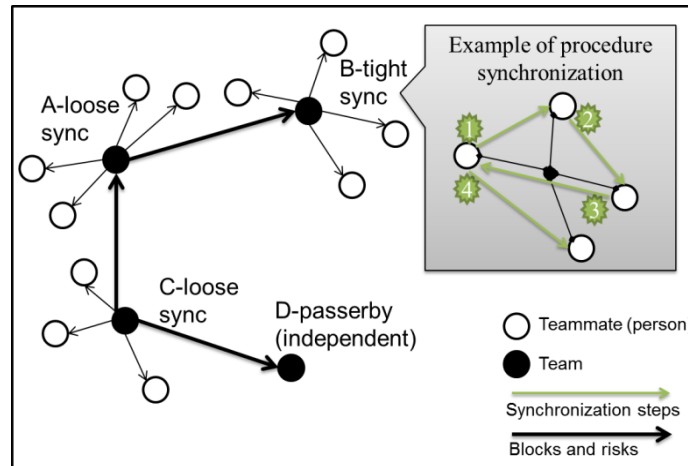 A-loose
sync
B-tight
sync
Example of procedure
synchronization
1
2
3
4
C-loose
sync
D-passerby
(independent)
Teammate (person
Team
Synchronization steps
Blocks and risks